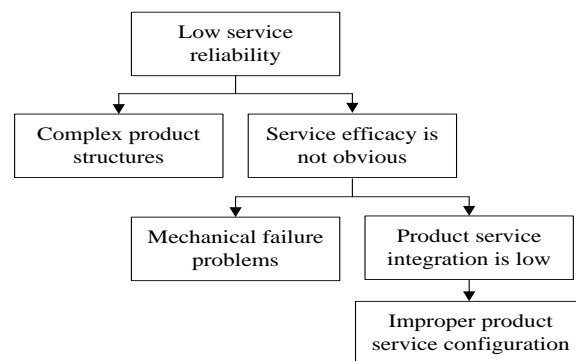 Low service
reliability
Complex product
structures
Service efficacy is
not obvious
Mechanical failure
problems
Product service
integration is low
Improper product
service configuration